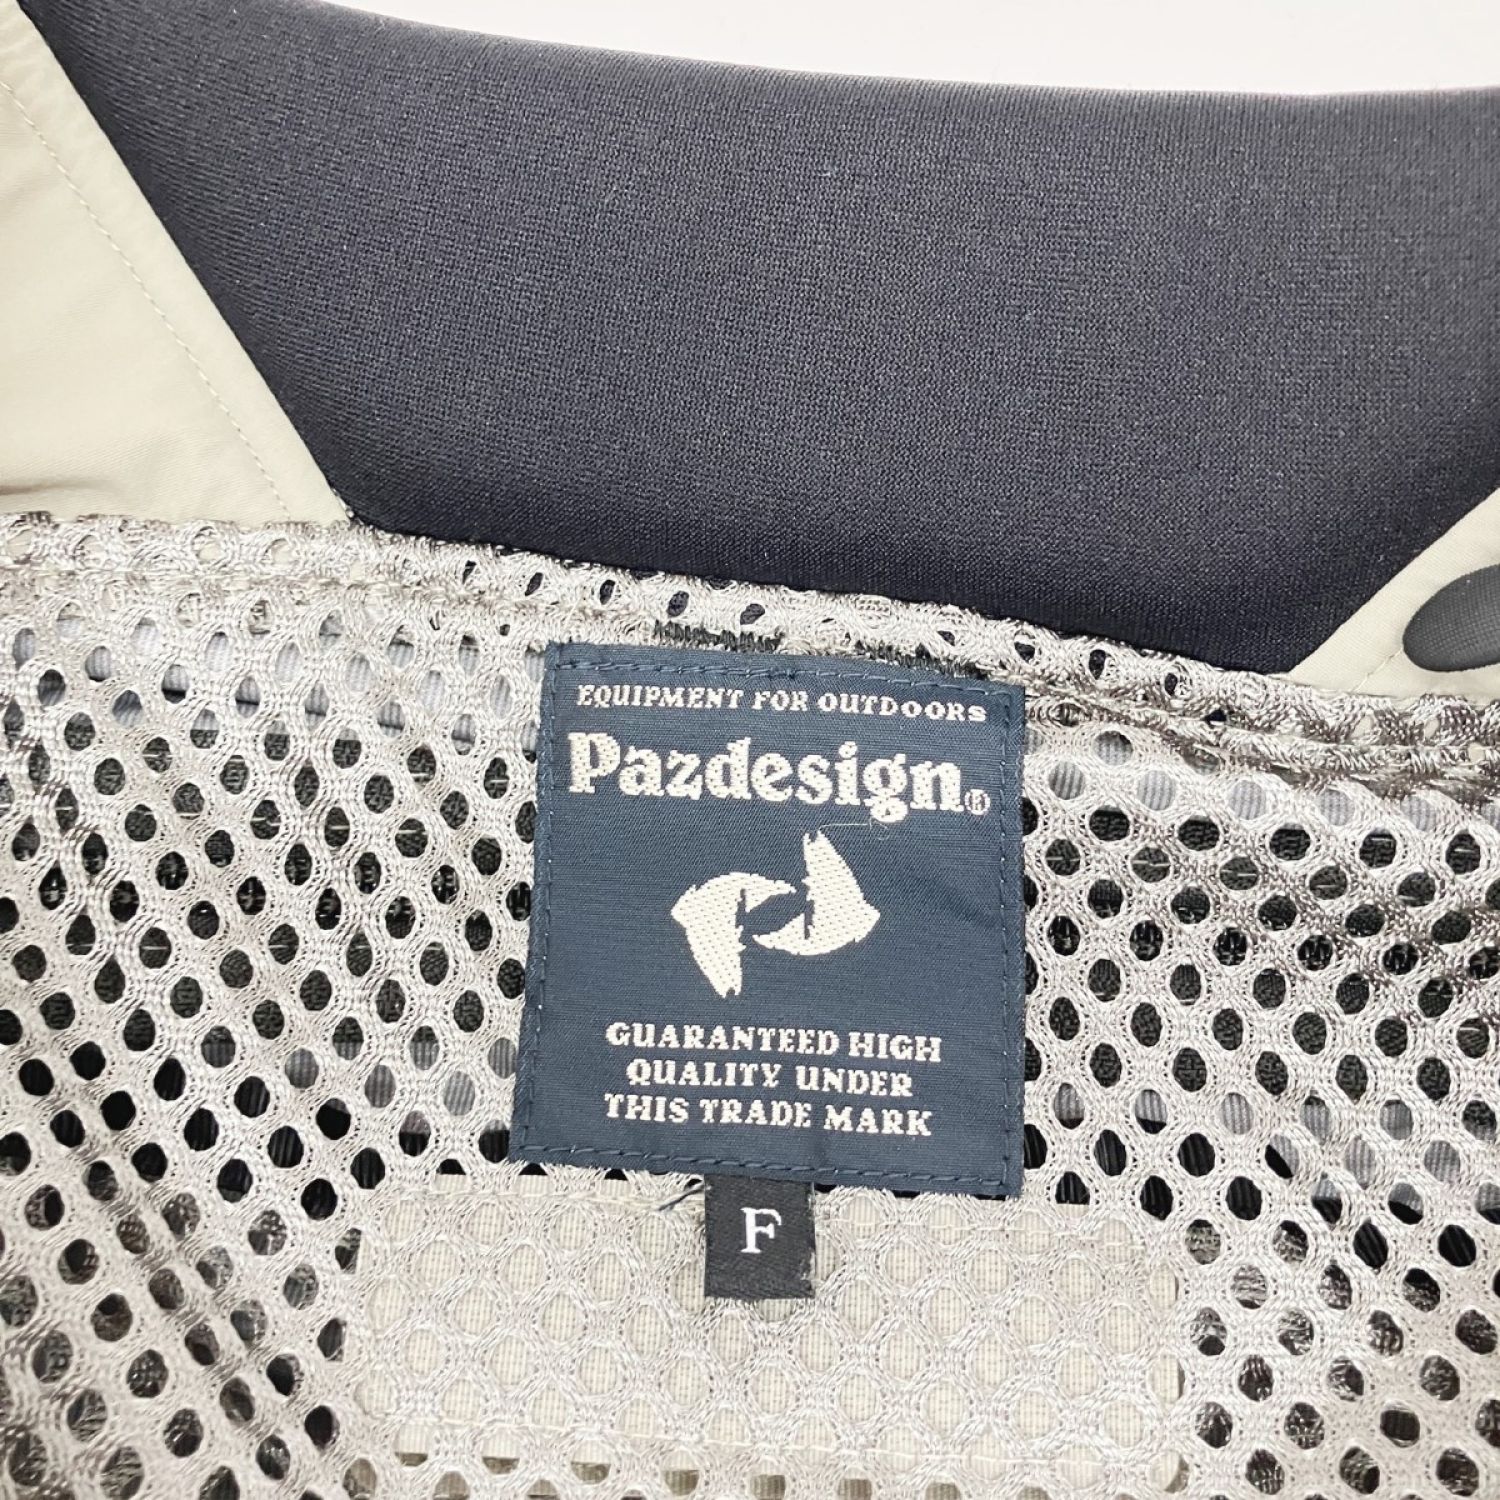 EQUIPMENT FOR OUTDOORS
Pazdesign®
GUARANTEED HIGH
QUALITY UNDER
THIS TRADE MARK
F